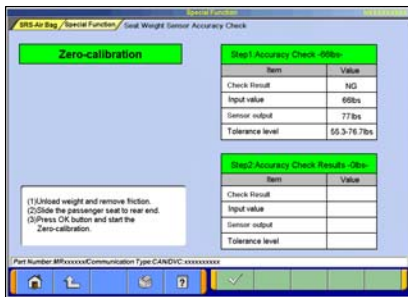 Special Function
SRS-Air Bag / Special Function / Seat Weight Sensor Accuracy Check
Zero-calibration
Step1:Accuracy Check -66lbs-
Item Value
Check Result NG
Input value 66lbs
Sensor output 77lbs
Tolerance level 55.3-76.7lbs
Step2:Accuracy Check Results -0lbs-
Item Value
Check Result
Input value
Sensor output
Tolerance level
(1)Unload weight and remove friction.
(2)Slide the passenger seat to rear end.
(3)Press OK button and start the
Zero-calibration.
Part Number:MRxxxxxx/Communication Type:CAN/DVC:xxxxxxxxxx
?